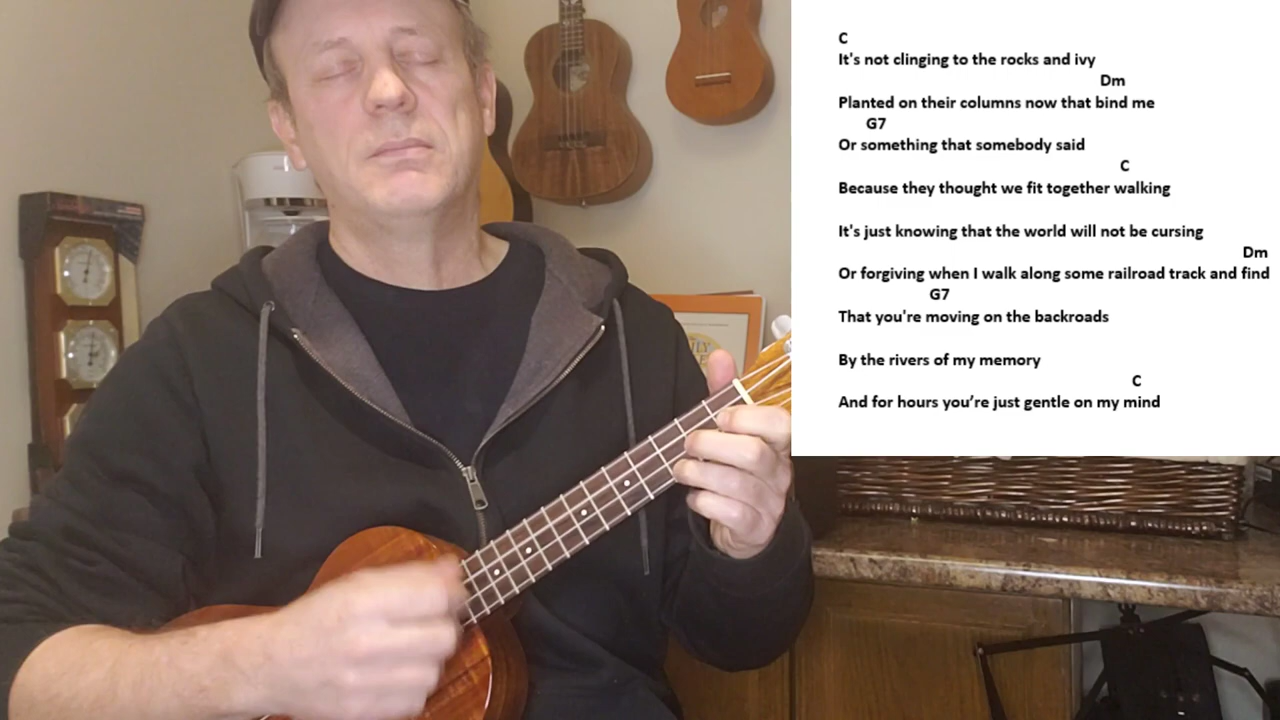 C
It's not clinging to the rocks and ivy
Dm
Planted on their columns now that bind me
G7
Or something that somebody said
C
Because they thought we fit together walking
It's just knowing that the world will not be cursing
Dm
Or forgiving when I walk along some railroad track and find
G7
That you're moving on the backroads
By the rivers of my memory
C
And for hours you’re just gentle on my mind